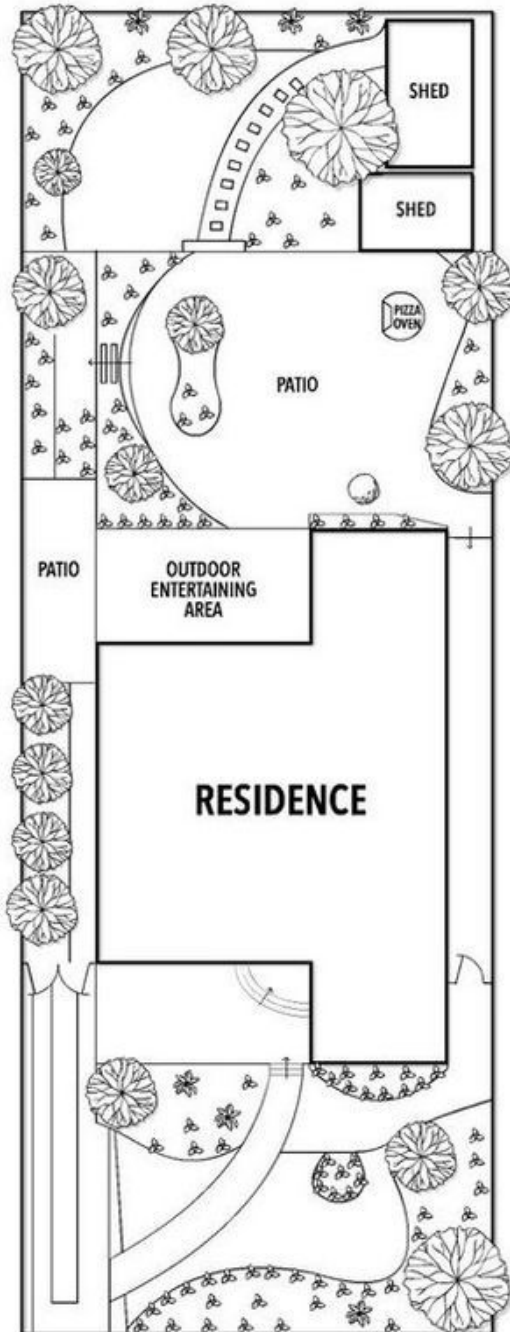 SHED
SHED
PIZZA
OVEN
PATIO
PATIO
OUTDOOR
ENTERTAINING
AREA
RESIDENCE